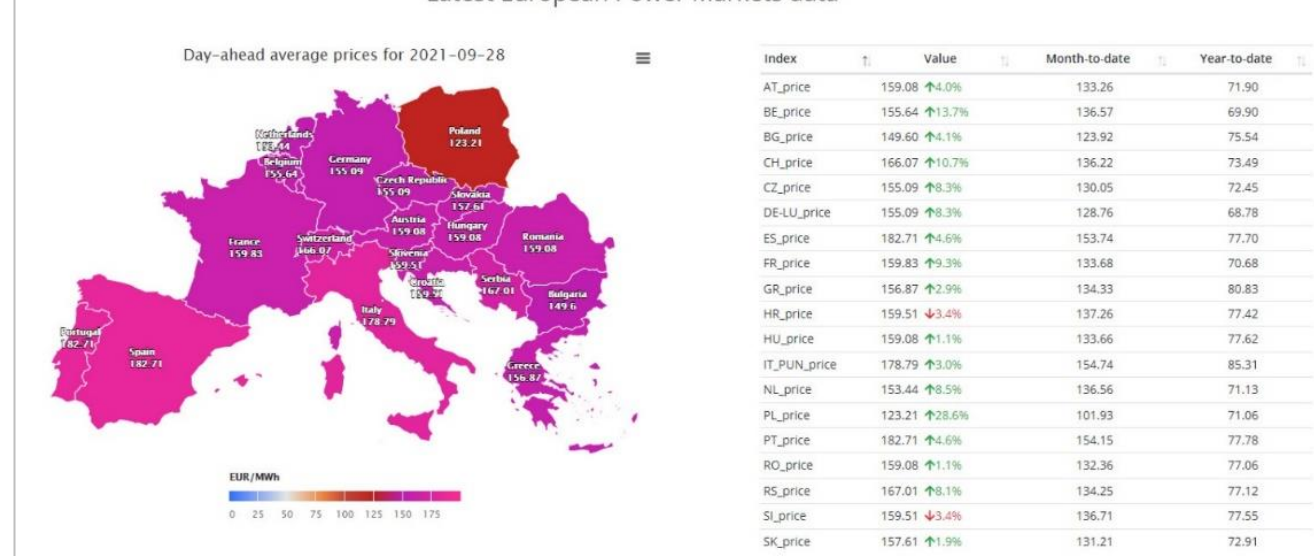 Latest European Power Markets data
Day-ahead average prices for 2021-09-28
Netherlands
153.44
Poland
123.21
Belgium
155.64
Germany
155.09
Czech Republic
155.09
Slovakia
157.61
Austria
159.08
Hungary
159.08
France
159.83
Switzerland
166.07
Romania
159.08
Slovenia
159.51
Croatia
Serbia
167.01
Bulgaria
149.6
Italy
178.79
Portugal
182.71
Spain
182.71
Greece
156.87
EUR/MWh
0 25 50 75 100 125 150 175
Index Value Month-to-date Year-to-date
AT_price 159.08 ↑4.0% 133.26 71.90
BE_price 155.64 ↑13.7% 136.57 69.90
BG_price 149.60 ↑4.1% 123.92 75.54
CH_price 166.07 ↑10.7% 136.22 73.49
CZ_price 155.09 ↑8.3% 130.05 72.45
DE-LU_price 155.09 ↑8.3% 128.76 68.78
ES_price 182.71 ↑4.6% 153.74 77.70
FR_price 159.83 ↑9.3% 133.68 70.68
GR_price 156.87 ↑2.9% 134.33 80.83
HR_price 159.51 ↓3.4% 137.26 77.42
HU_price 159.08 ↑1.1% 133.66 77.62
IT_PUN_price 178.79 ↑3.0% 154.74 85.31
NL_price 153.44 ↑8.5% 136.56 71.13
PL_price 123.21 ↑28.6% 101.93 71.06
PT_price 182.71 ↑4.6% 154.15 77.78
RO_price 159.08 ↑1.1% 132.36 77.06
RS_price 167.01 ↑8.1% 134.25 77.12
SI_price 159.51 ↓3.4% 136.71 77.55
SK_price 157.61 ↑1.9% 131.21 72.91